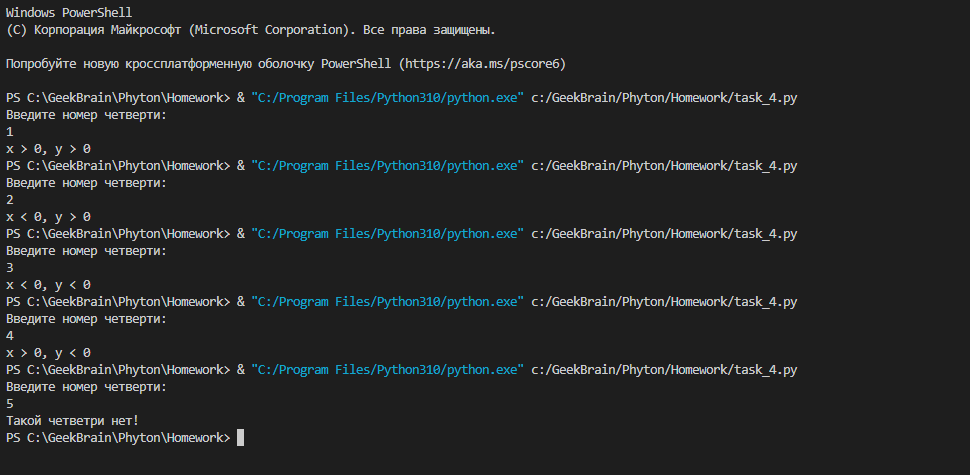 Windows PowerShell
(C) Корпорация Майкрософт (Microsoft Corporation). Все права защищены.
Попробуйте новую кроссплатформенную оболочку PowerShell (https://aka.ms/pscore6)
PS C:\GeekBrain\Phyton\Homework> & "C:/Program Files/Python310/python.exe" c:/GeekBrain/Phyton/Homework/task_4.py
Введите номер четверти:
1
x > 0, y > 0
PS C:\GeekBrain\Phyton\Homework> & "C:/Program Files/Python310/python.exe" c:/GeekBrain/Phyton/Homework/task_4.py
Введите номер четверти:
2
x < 0, y > 0
PS C:\GeekBrain\Phyton\Homework> & "C:/Program Files/Python310/python.exe" c:/GeekBrain/Phyton/Homework/task_4.py
Введите номер четверти:
3
x < 0, y < 0
PS C:\GeekBrain\Phyton\Homework> & "C:/Program Files/Python310/python.exe" c:/GeekBrain/Phyton/Homework/task_4.py
Введите номер четверти:
4
x > 0, y < 0
PS C:\GeekBrain\Phyton\Homework> & "C:/Program Files/Python310/python.exe" c:/GeekBrain/Phyton/Homework/task_4.py
Введите номер четверти:
5
Такой четветри нет!
PS C:\GeekBrain\Phyton\Homework>